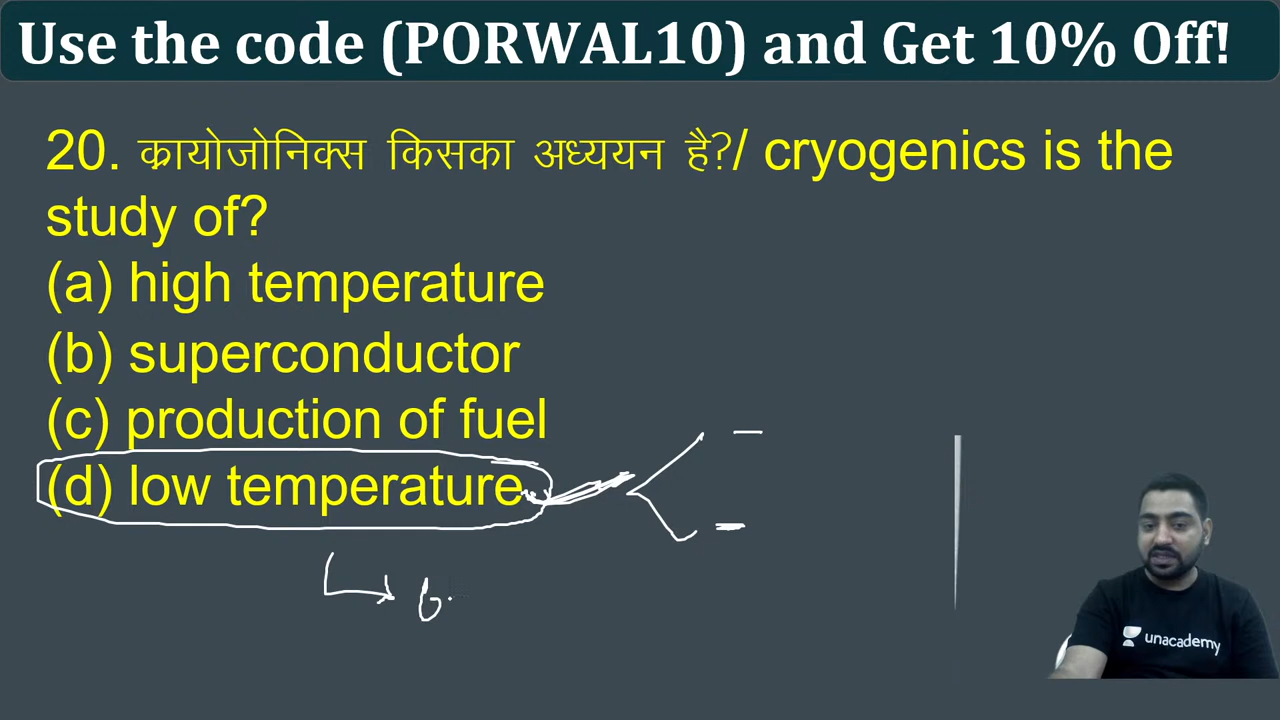 Use the code (PORWAL10) and Get 10% Off!
20. क्रायोजोनिक्स किसका अध्ययन है?/ cryogenics is the
study of?
(a) high temperature
(b) superconductor
(c) production of fuel
(d) low temperature
unacademy